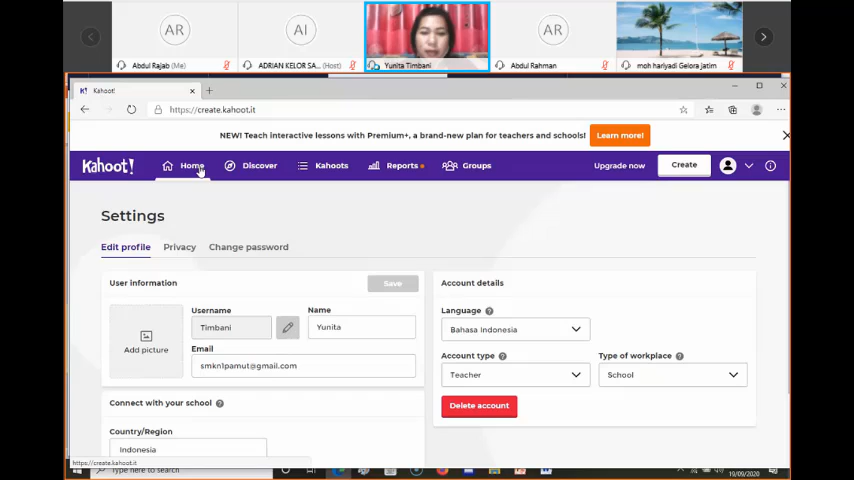 AR
AI
AR
Abdul Rajab (Me)
ADRIAN KELOR SA... (Host)
Yunita Timbani
Abdul Rahman
moh hariyadi Gelora jatim
Kahoot!
https://create.kahoot.it
NEW! Teach interactive lessons with Premium+, a brand-new plan for teachers and schools!
Learn more!
Kahoot!
Home
Discover
Kahoots
Reports
Groups
Upgrade now
Create
Settings
Edit profile
Privacy
Change password
User information
Save
Account details
Add picture
Username
Timbani
Name
Yunita
Email
smkn1pamut@gmail.com
Language
Bahasa Indonesia
Account type
Teacher
Type of workplace
School
Delete account
Connect with your school
Country/Region
Indonesia
https://create.kahoot.it
Type here to search
19/09/2020